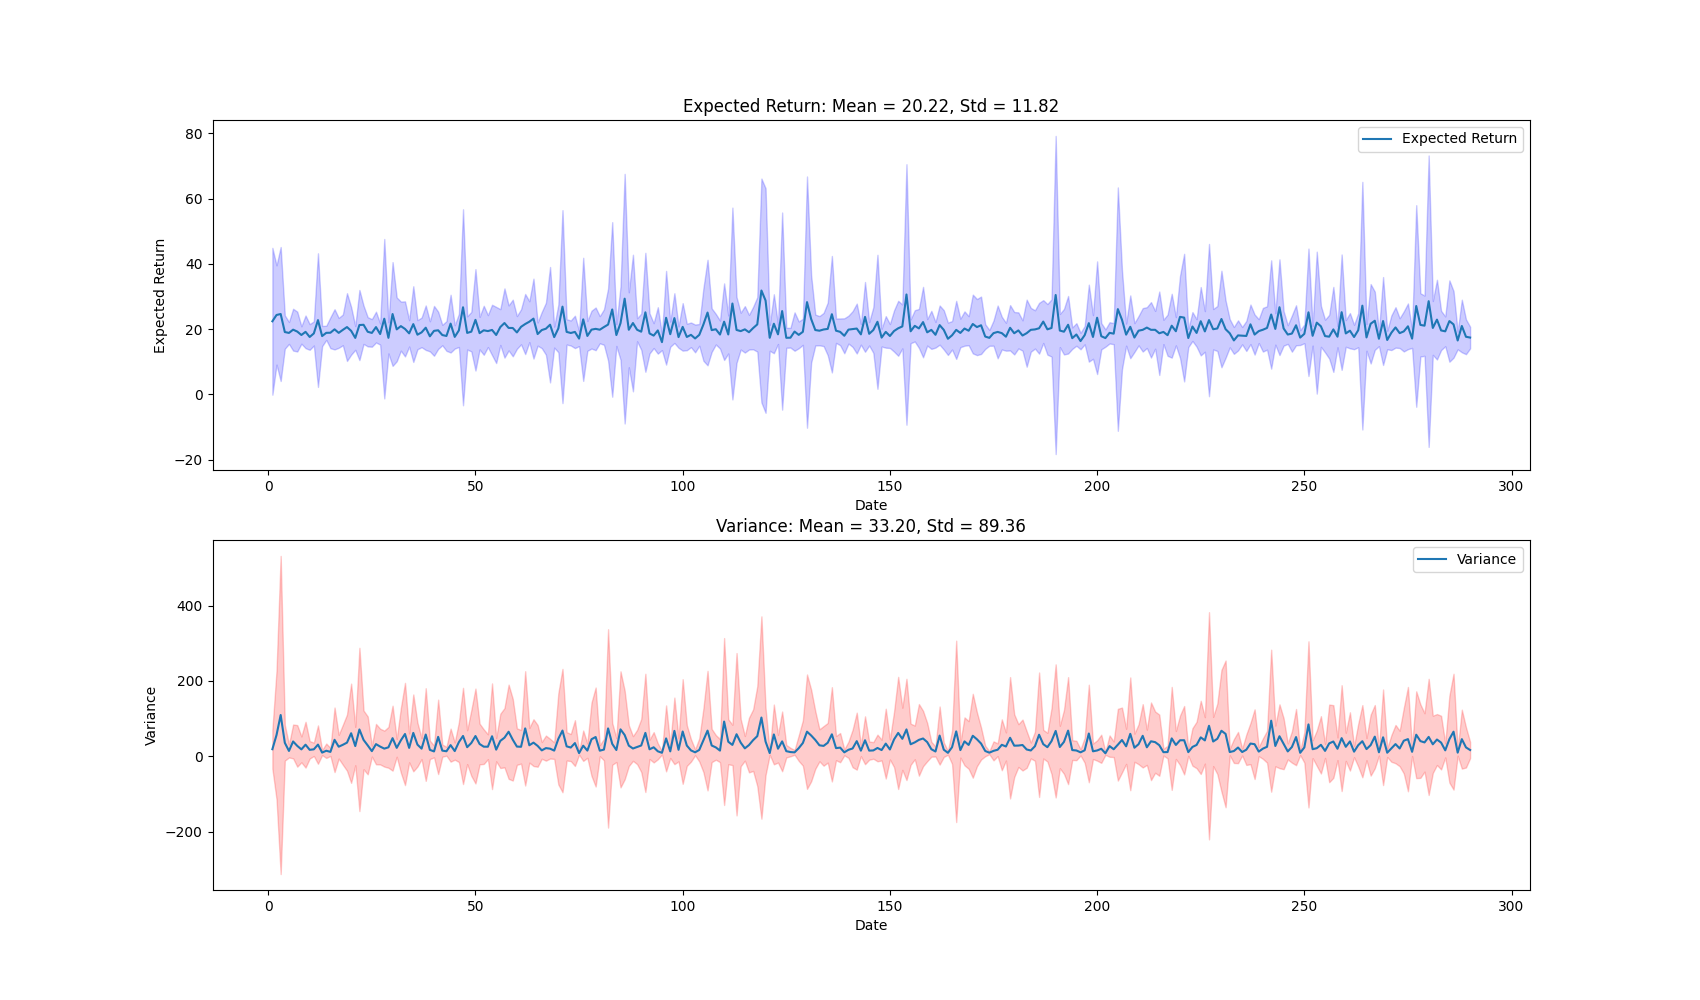 Expected Return: Mean = 20.22, Std = 11.82
Expected Return
80
60
40
20
0
−20
Expected Return
0 50 100 150 200 250 300
Date
Variance: Mean = 33.20, Std = 89.36
Variance
400
200
0
−200
Variance
0 50 100 150 200 250 300
Date